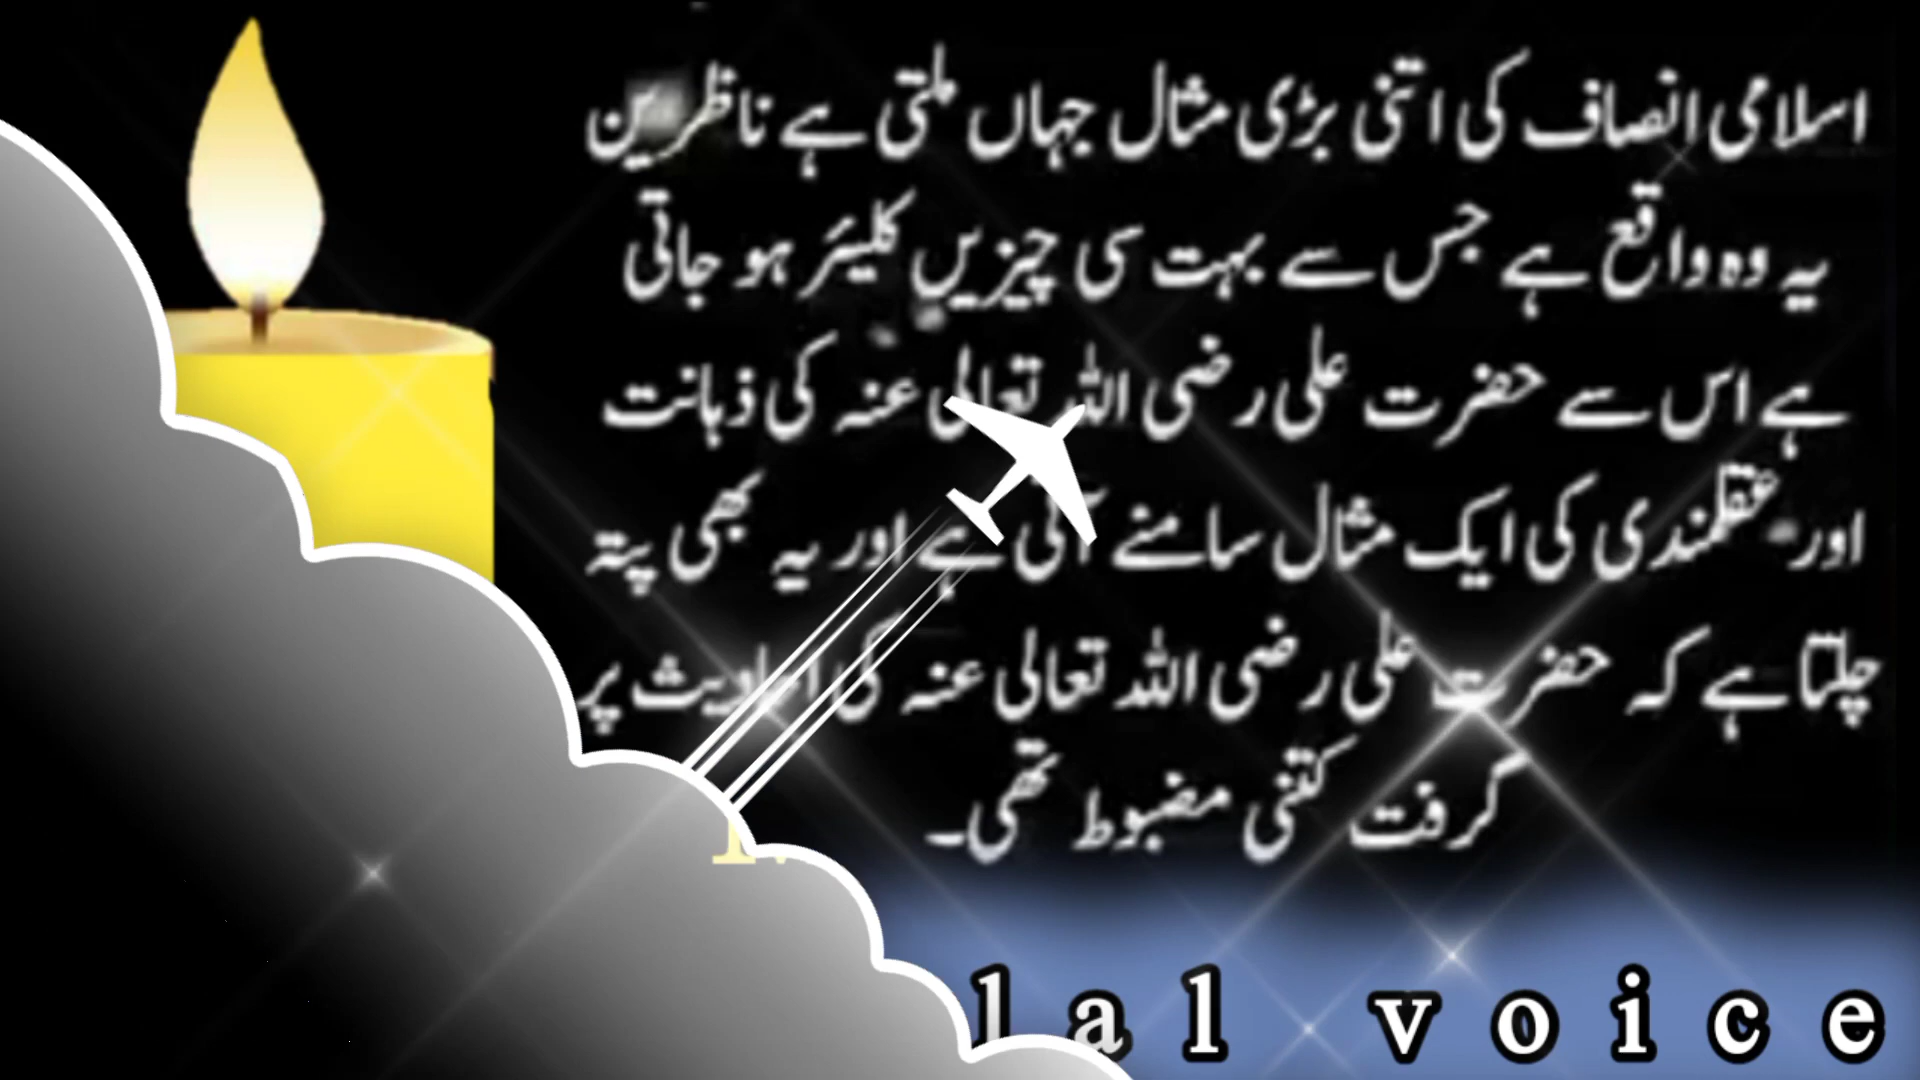 اسلامی انصاف کی اتنی بڑی مثال جہاں ملتی ہے ناظرین
یہ وہ واقع ہے جس سے بہت سی چیزیں کلیئر ہو جاتی
ہے اس سے حضرت علی رضی اللہ تعالی عنہ کی ذہانت
اور عقلمندی کی ایک مثال سامنے آئی ہے اور یہ بھی پتہ
چلتا ہے کہ حضرت علی رضی اللہ تعالی عنہ کی احادیث پر
گرفت کتنی مضبوط تھی۔
lal voice